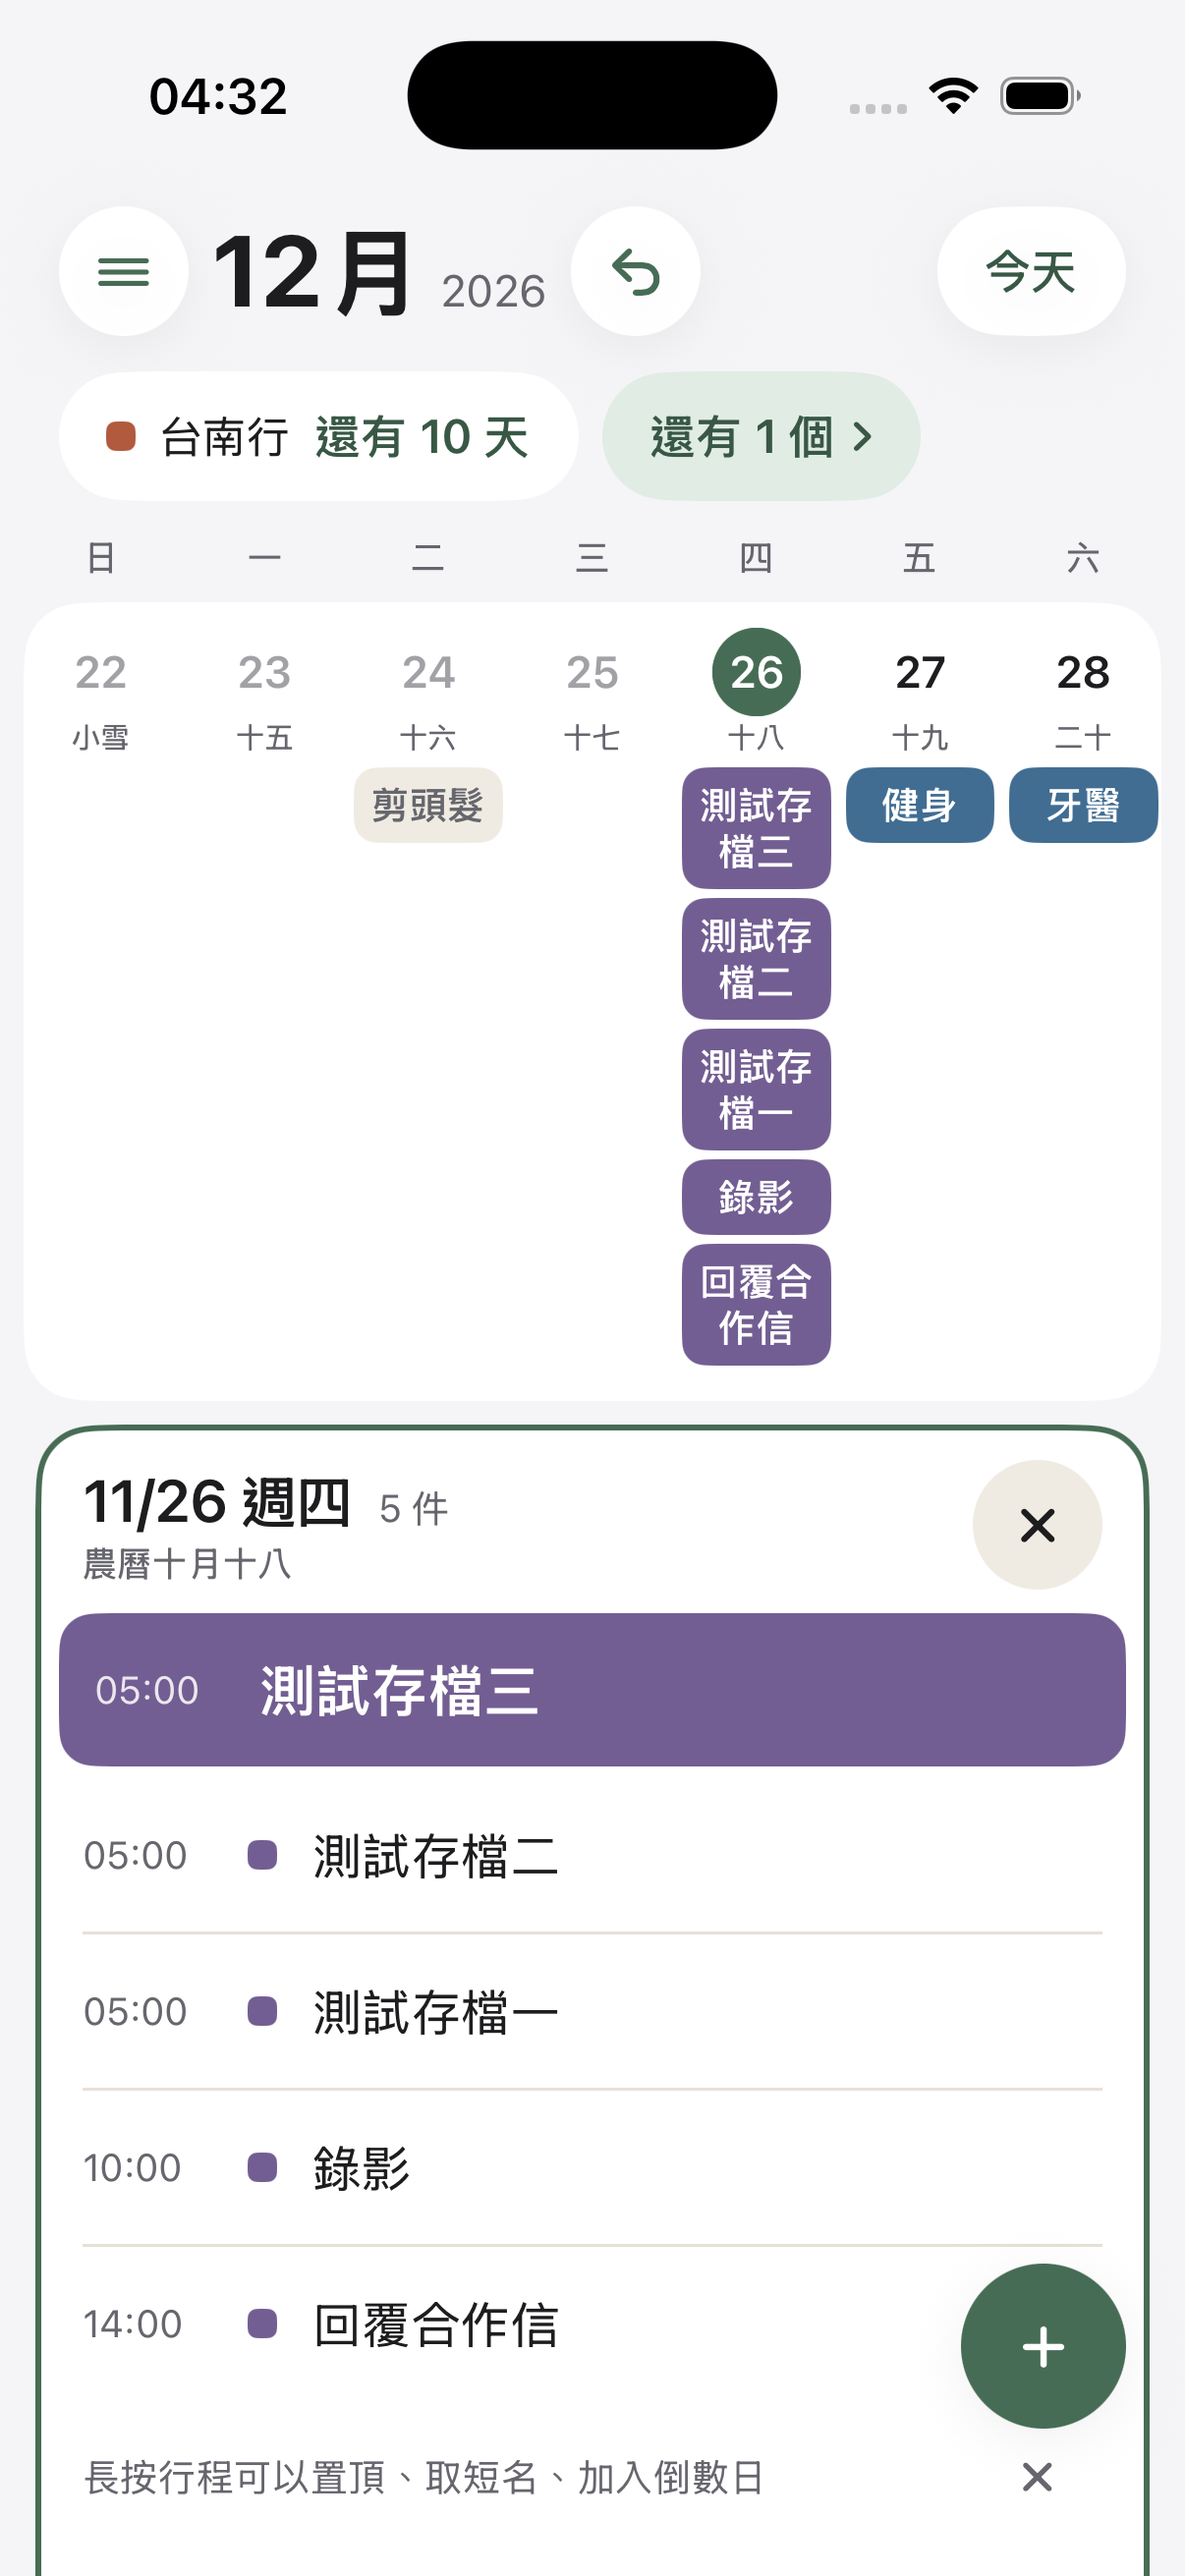 04:32
12月 2026
今天
台南行 還有 10 天
還有 1 個
日 一 二 三 四 五 六
22 23 24 25 26 27 28
小雪 十五 十六 十七 十八 十九 二十
剪頭髮
測試存
檔三
健身
牙醫
測試存
檔二
測試存
檔一
錄影
回覆合
作信
11/26 週四 5 件
農曆十月十八
05:00 測試存檔三
05:00 測試存檔二
05:00 測試存檔一
10:00 錄影
14:00 回覆合作信
長按行程可以置頂、取短名、加入倒數日